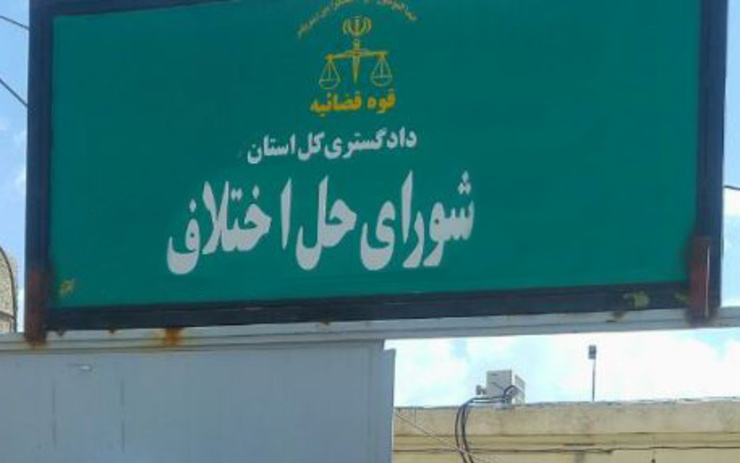 قوه قضائیه
دادگستری کل استان
شورای حل اختلاف